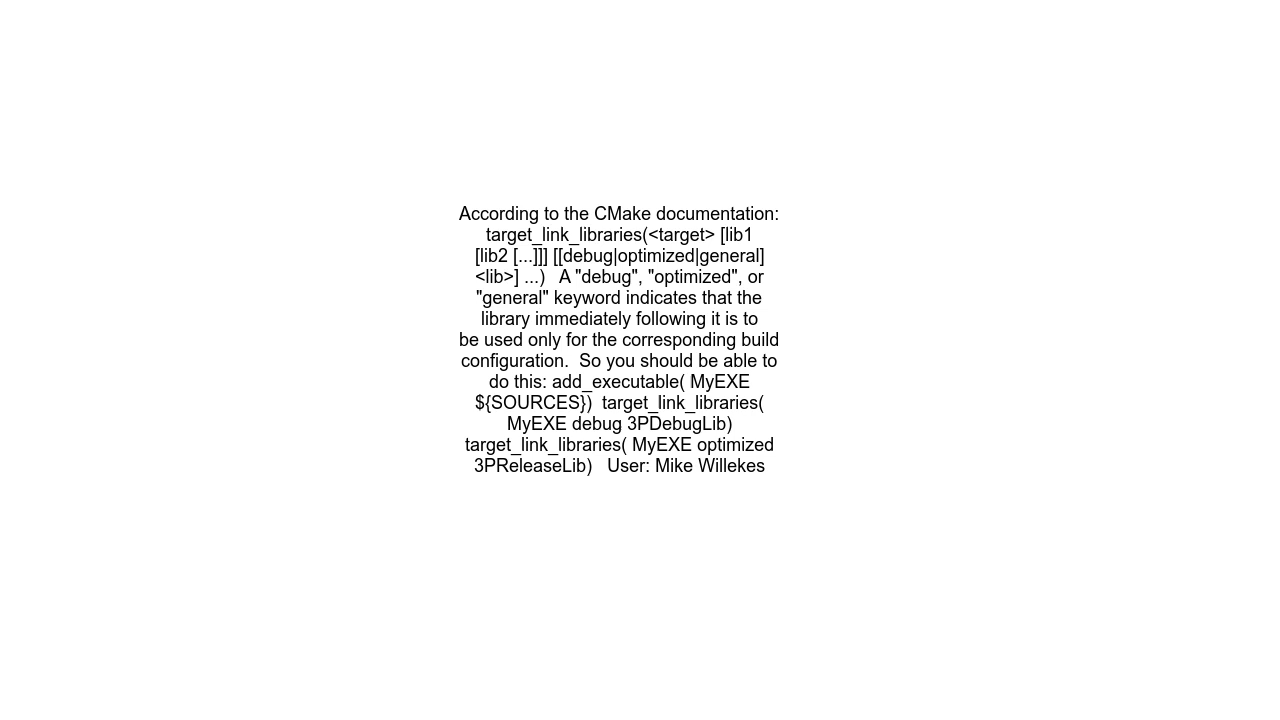 According to the CMake documentation:
target_link_libraries(<target> [lib1
[lib2 [...]]] [[debug|optimized|general]
<lib>] ...)   A "debug", "optimized", or
"general" keyword indicates that the
library immediately following it is to
be used only for the corresponding build
configuration.  So you should be able to
do this: add_executable( MyEXE
${SOURCES})  target_link_libraries(
MyEXE debug 3PDebugLib)
target_link_libraries( MyEXE optimized
3PReleaseLib)   User: Mike Willekes